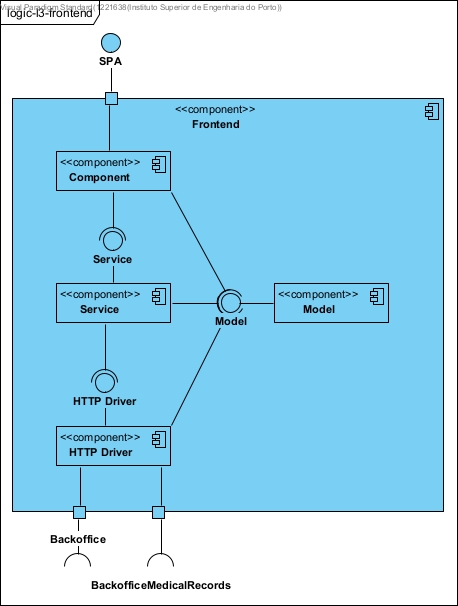 Visual Paradigm Standard(1221638(Instituto Superior de Engenharia do Porto))
logic-l3-frontend
SPA
<<component>>
Frontend
<<component>>
Component
Service
<<component>>
Service
<<component>>
Model
Model
HTTP Driver
<<component>>
HTTP Driver
Backoffice
BackofficeMedicalRecords